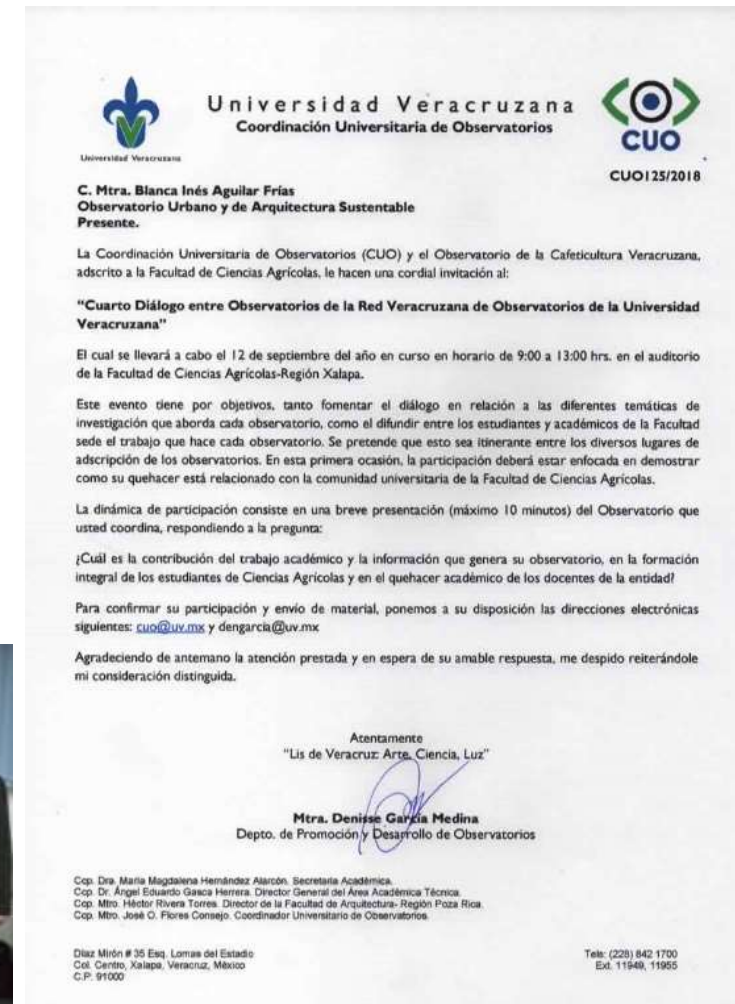 Universidad Veracruzana
Coordinación Universitaria de Observatorios
Universidad Veracruzana
CUO
CUO125/2018
C. Mtra. Blanca Inés Aguilar Frías
Observatorio Urbano y de Arquitectura Sustentable
Presente.
La Coordinación Universitaria de Observatorios (CUO) y el Observatorio de la Cafeticultura Veracruzana,
adscrito a la Facultad de Ciencias Agrícolas, le hacen una cordial invitación al:
"Cuarto Diálogo entre Observatorios de la Red Veracruzana de Observatorios de la Universidad
Veracruzana"
El cual se llevará a cabo el 12 de septiembre del año en curso en horario de 9:00 a 13:00 hrs. en el auditorio
de la Facultad de Ciencias Agrícolas-Región Xalapa.
Este evento tiene por objetivos, tanto fomentar el diálogo en relación a las diferentes temáticas de
investigación que aborda cada observatorio, como el difundir entre los estudiantes y académicos de la Facultad
sede el trabajo que hace cada observatorio. Se pretende que esto sea itinerante entre los diversos lugares de
adscripción de los observatorios. En esta primera ocasión, la participación deberá estar enfocada en demostrar
como su quehacer está relacionado con la comunidad universitaria de la Facultad de Ciencias Agrícolas.
La dinámica de participación consiste en una breve presentación (máximo 10 minutos) del Observatorio que
usted coordina, respondiendo a la pregunta:
¿Cuál es la contribución del trabajo académico y la información que genera su observatorio, en la formación
integral de los estudiantes de Ciencias Agrícolas y en el quehacer académico de los docentes de la entidad?
Para confirmar su participación y envío de material, ponemos a su disposición las direcciones electrónicas
siguientes: cuo@uv.mx y dengarcia@uv.mx
Agradeciendo de antemano la atención prestada y en espera de su amable respuesta, me despido reiterándole
mi consideración distinguida.
Atentamente
"Lis de Veracruz: Arte, Ciencia, Luz"
Mtra. Denisse García Medina
Depto. de Promoción y Desarrollo de Observatorios
Ccp. Dra. María Magdalena Hernández Alarcón. Secretaria Académica.
Ccp. Dr. Ángel Eduardo Gasca Herrera. Director General del Área Académica Técnica.
Ccp. Mtro. Héctor Rivera Torres. Director de la Facultad de Arquitectura- Región Poza Rica.
Ccp. Mtro. José O. Flores Consejo. Coordinador Universitario de Observatorios.
Díaz Mirón # 35 Esq. Lomas del Estadio
Col. Centro, Xalapa, Veracruz, México
C.P. 91000
Tels: (228) 842 1700
Ext. 11949, 11955